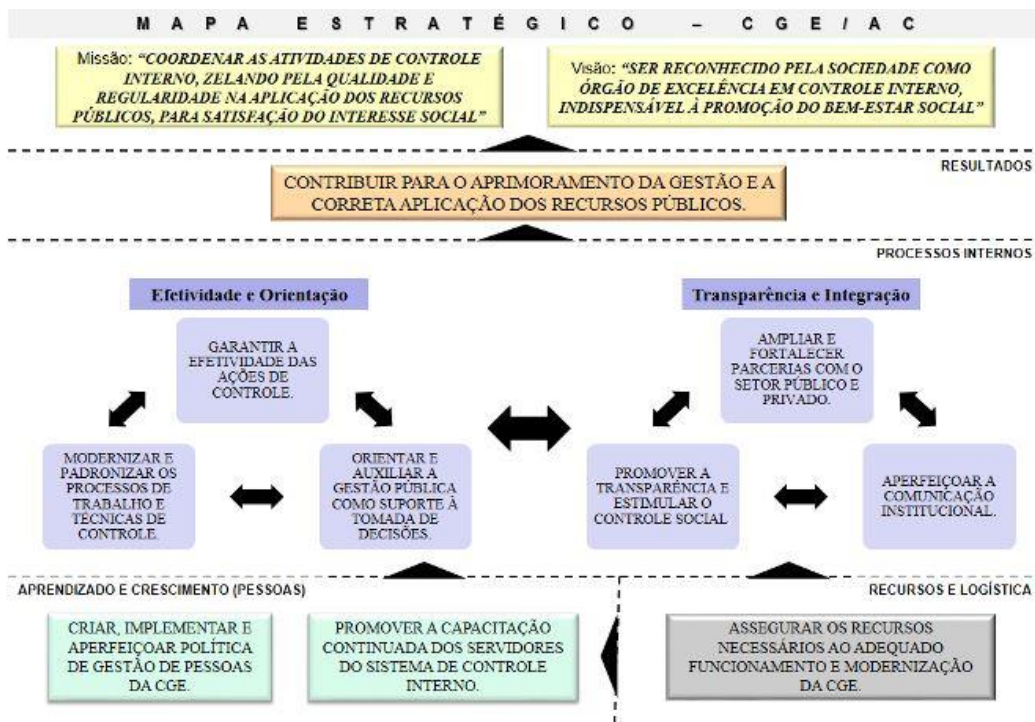 MAPA ESTRATÉGICO – CGE/AC
Missão: “COORDENAR AS ATIVIDADES DE CONTROLE
INTERNO, ZELANDO PELA QUALIDADE E
REGULARIDADE NA APLICAÇÃO DOS RECURSOS
PÚBLICOS, PARA SATISFAÇÃO DO INTERESSE SOCIAL”
Visão: “SER RECONHECIDO PELA SOCIEDADE COMO
ÓRGÃO DE EXCELÊNCIA EM CONTROLE INTERNO,
INDISPENSÁVEL À PROMOÇÃO DO BEM-ESTAR SOCIAL”
RESULTADOS
CONTRIBUIR PARA O APRIMORAMENTO DA GESTÃO E A
CORRETA APLICAÇÃO DOS RECURSOS PÚBLICOS.
PROCESSOS INTERNOS
Efetividade e Orientação
GARANTIR A
EFETIVIDADE DAS
AÇÕES DE
CONTROLE.
MODERNIZAR E
PADRONIZAR OS
PROCESSOS DE
TRABALHO E
TÉCNICAS DE
CONTROLE.
ORIENTAR E
AUXILIAR A
GESTÃO PÚBLICA
COMO SUPORTE À
TOMADA DE
DECISÕES.
Transparência e Integração
AMPLIAR E
FORTALECER
PARCERIAS COM O
SETOR PÚBLICO E
PRIVADO.
PROMOVER A
TRANSPARÊNCIA E
ESTIMULAR O
CONTROLE SOCIAL
APERFEIÇOAR A
COMUNICAÇÃO
INSTITUCIONAL.
APRENDIZADO E CRESCIMENTO (PESSOAS)
CRIAR, IMPLEMENTAR E
APERFEIÇOAR POLÍTICA
DE GESTÃO DE PESSOAS
DA CGE.
PROMOVER A CAPACITAÇÃO
CONTINUADA DOS SERVIDORES
DO SISTEMA DE CONTROLE
INTERNO.
RECURSOS E LOGÍSTICA
ASSEGURAR OS RECURSOS
NECESSÁRIOS AO ADEQUADO
FUNCIONAMENTO E MODERNIZAÇÃO
DA CGE.